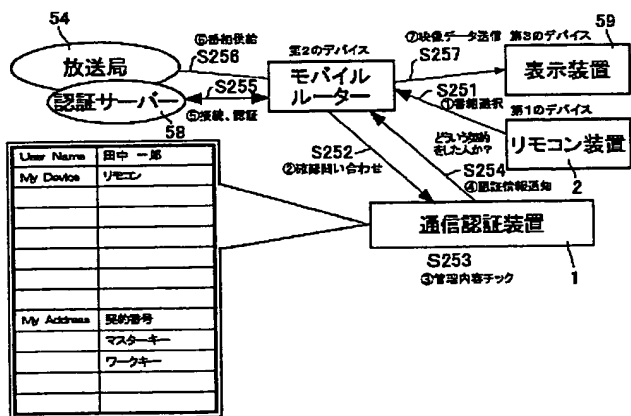 54
放送局
認証サーバー
58
⑥番組供給
S256
S255
⑤接続、認証
第2のデバイス
モバイル
ルーター
⑦映像データ送信
S257
第3のデバイス
59
表示装置
S251
①番組選択
第1のデバイス
リモコン装置
2
どういう契約
をした人か?
S252
②確認問い合わせ
S254
④認証情報送知
通信認証装置
1
S253
③管理内容チック
User Name 田中 一郎
My Device リモコン
My Address 契約番号
マスターキー
ワークキー